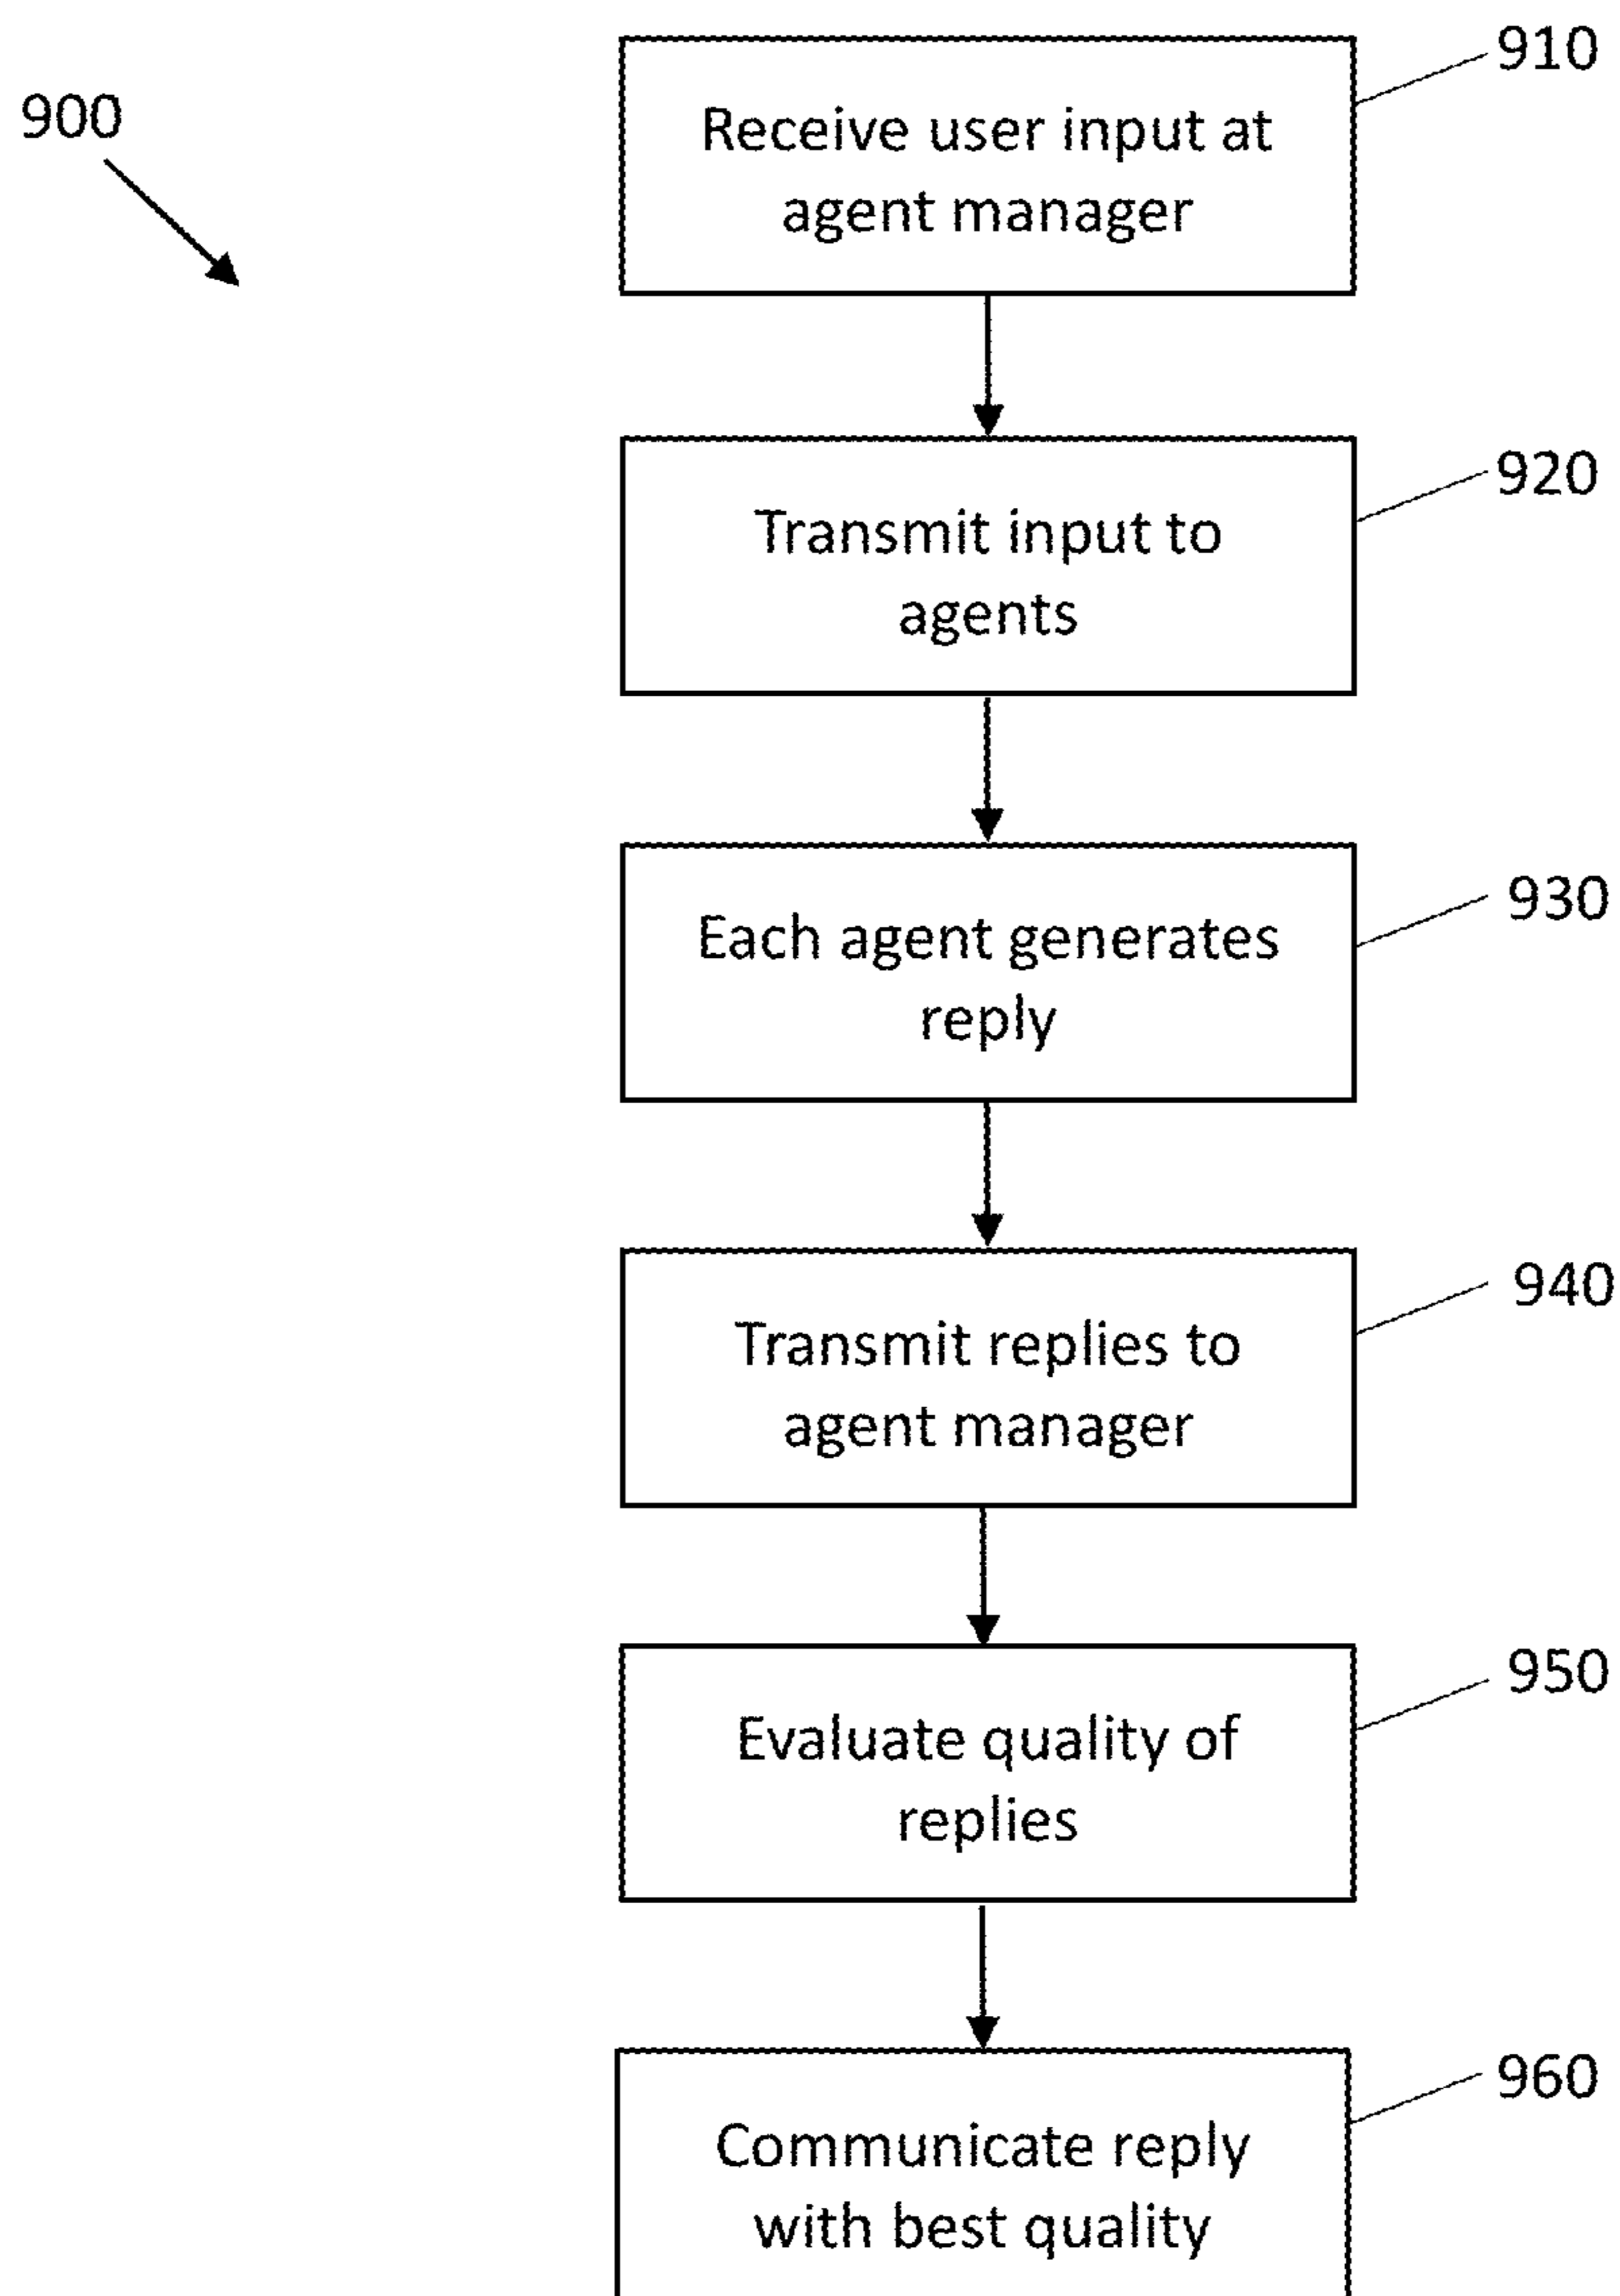 900
910
Receive user input at
agent manager
920
Transmit input to
agents
930
Each agent generates
reply
940
Transmit replies to
agent manager
950
Evaluate quality of
replies
960
Communicate reply
with best quality